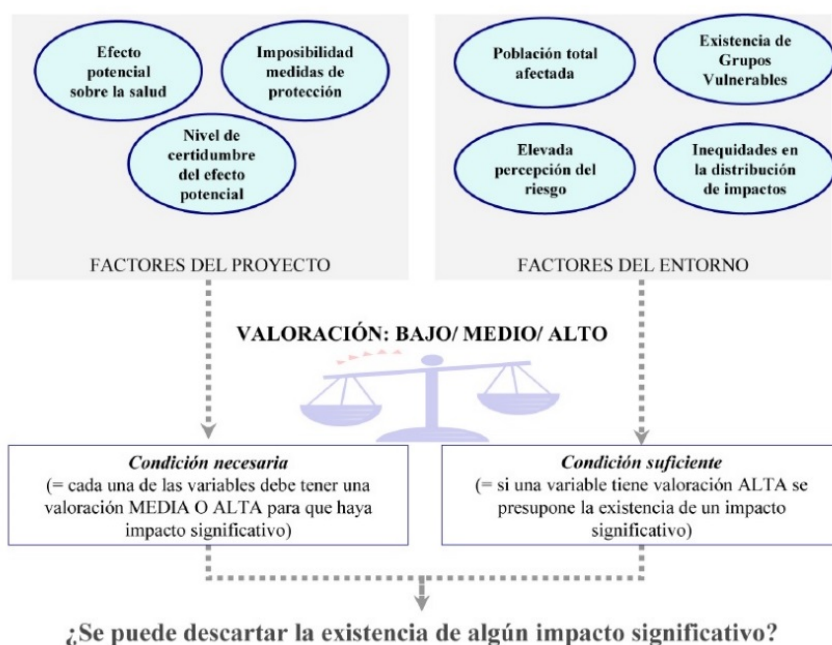 Efecto
potencial
sobre la salud
Imposibilidad
medidas de
protección
Nivel de
certidumbre
del efecto
potencial
FACTORES DEL PROYECTO
Población total
afectada
Existencia de
Grupos
Vulnerables
Elevada
percepción del
riesgo
Inequidades en
la distribución
de impactos
FACTORES DEL ENTORNO
VALORACIÓN: BAJO/ MEDIO/ ALTO
Condición necesaria
(= cada una de las variables debe tener una
valoración MEDIA O ALTA para que haya
impacto significativo)
Condición suficiente
(= si una variable tiene valoración ALTA se
presupone la existencia de un impacto
significativo)
¿Se puede descartar la existencia de algún impacto significativo?